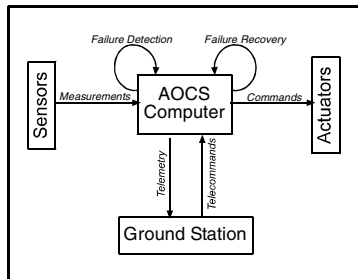 Failure Detection
Failure Recovery
Sensors
Measurements
AOCS
Computer
Commands
Actuators
Telemetry
Telecommands
Ground Station